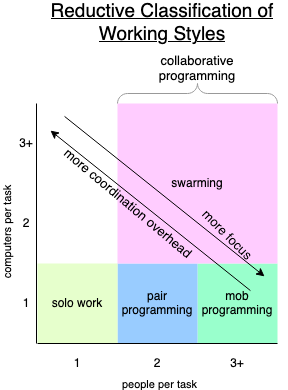 Reductive Classification of
Working Styles
collaborative
programming
3+
swarming
more coordination overhead
more focus
computers per task
2
1
solo work
pair
programming
mob
programming
1
2
3+
people per task